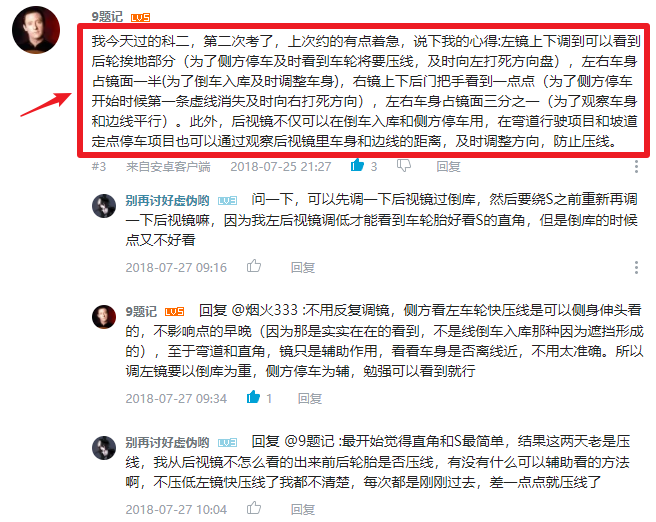 9题记 LV5
我今天过的科二，第二次考了，上次约的有点着急，说下我的心得:左镜上下调到可以看到
后轮挨地部分（为了侧方停车及时看到车轮将要压线，及时向左打死方向盘），左右车身
占镜面一半(为了倒车入库及时调整车身)，右镜上下后门把手看到一点点（为了侧方停车
开始时候第一条虚线消失及时向右打死方向），左右车身占镜面三分之一（为了观察车身
和边线平行）。此外，后视镜不仅可以在倒车入库和侧方停车用，在弯道行驶项目和坡道
定点停车项目也可以通过观察后视镜里车身和边线的距离，及时调整方向，防止压线。
#3 来自安卓客户端 2018-07-25 21:27 3 回复
别再讨好虚伪哟 问一下，可以先调一下后视镜过倒库，然后要绕S之前重新再调
一下后视镜嘛，因为我左后视镜调低才能看到车轮胎好看S的直角，但是倒库的时候
点又不好看
2018-07-27 09:16 回复
9题记 LV5 回复 @烟火333 :不用反复调镜，侧方看左车轮快压线是可以侧身伸头看
的，不影响点的早晚（因为那是实实在在的看到，不是线倒车入库那种因为遮挡形成
的），至于弯道和直角，镜只是辅助作用，看看车身是否离线近，不用太准确。所以
调左镜要以倒库为重，侧方停车为辅，勉强可以看到就行
2018-07-27 09:34 1 回复
别再讨好虚伪哟 回复 @9题记 :最开始觉得直角和S最简单，结果这两天老是压
线，我从后视镜不怎么看的出来前后轮胎是否压线，有没有什么可以辅助看的方法
啊，不压低左镜快压线了我都不清楚，每次都是刚刚过去，差一点点就压线了
2018-07-27 10:04 回复